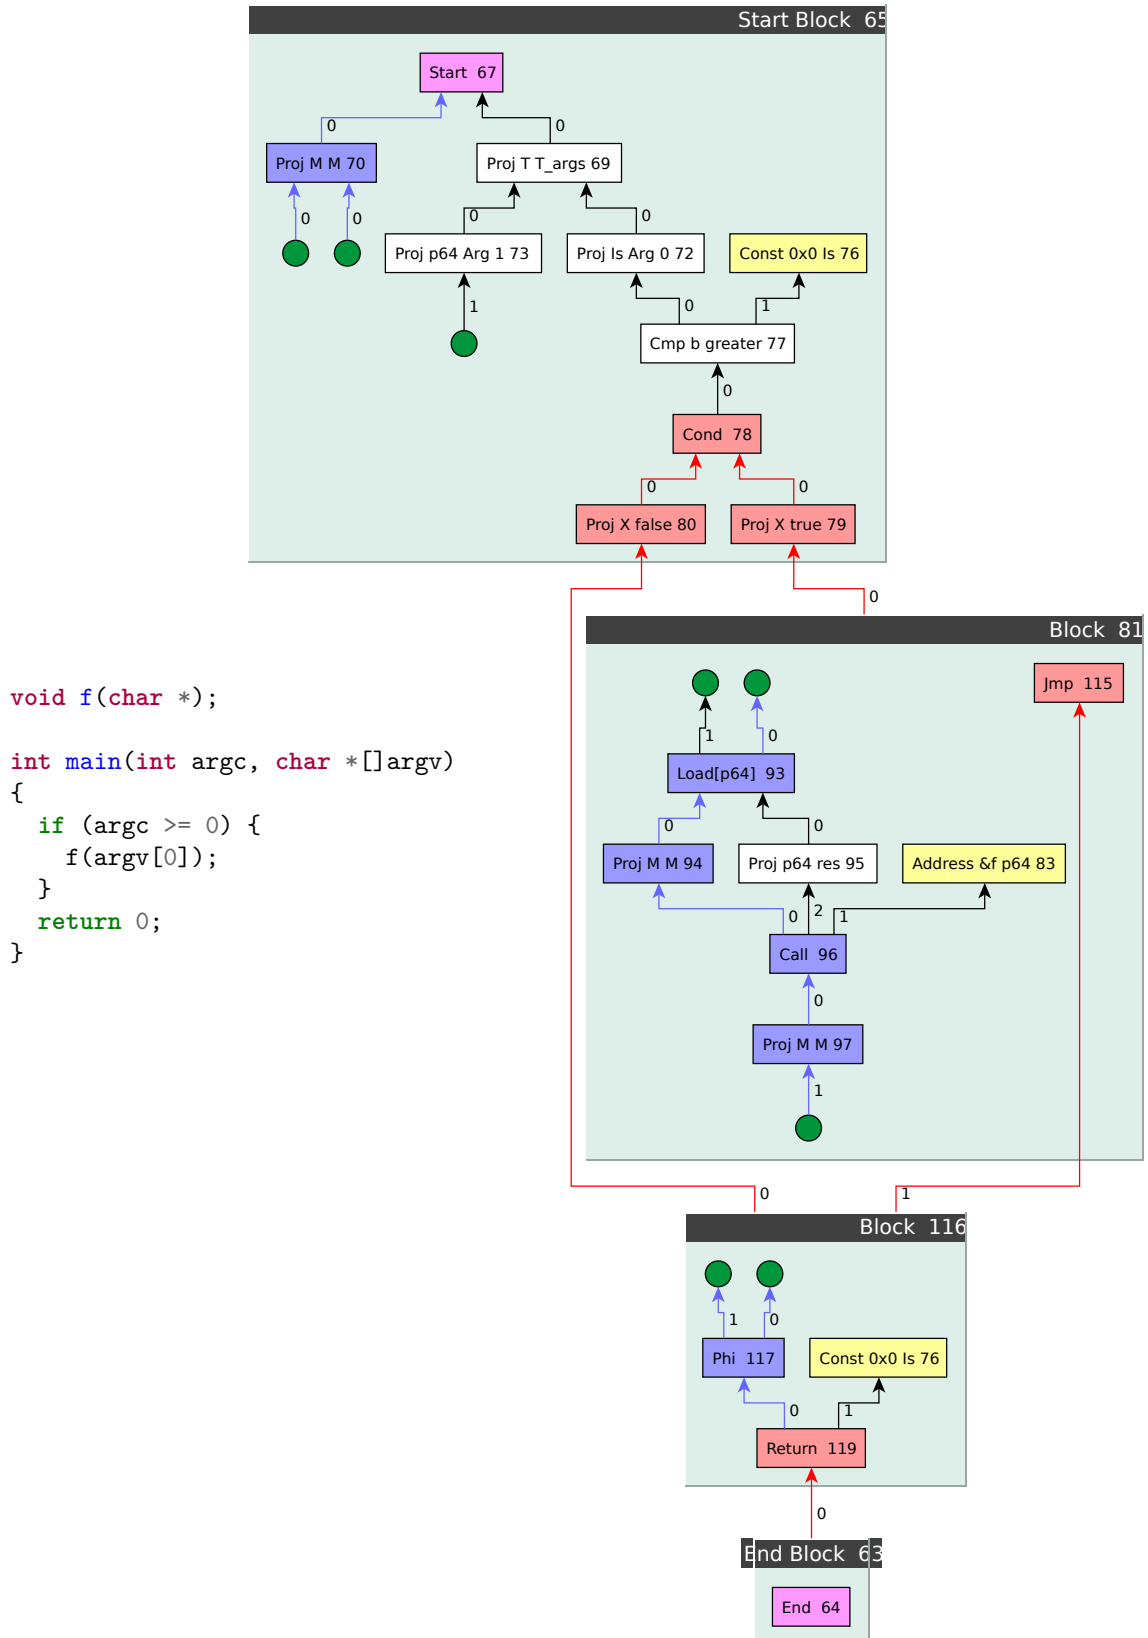 Start Block 65
Start 67
0
0
Proj M M 70
Proj T T_args 69
0
0
0
0
Proj p64 Arg 1 73
Proj Is Arg 0 72
Const 0x0 Is 76
1
0
1
Cmp b greater 77
0
Cond 78
0
0
Proj X false 80
Proj X true 79
0
Block 81
Jmp 115
1
0
Load[p64] 93
0
0
Proj M M 94
Proj p64 res 95
Address &f p64 83
0
2
1
Call 96
0
Proj M M 97
1
0
1
Block 116
1
0
Phi 117
Const 0x0 Is 76
0
1
Return 119
0
End Block 63
End 64
void f(char *);
int main(int argc, char *[]argv)
{
if (argc >= 0) {
f(argv[0]);
}
return 0;
}